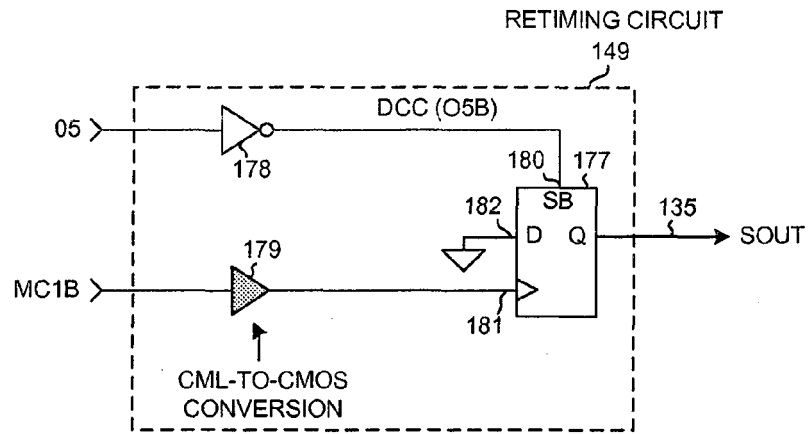 RETIMING CIRCUIT
149
DCC (O5B)
05
178
180
177
SB
182
D
Q
135
SOUT
179
MC1B
181
CML-TO-CMOS
CONVERSION